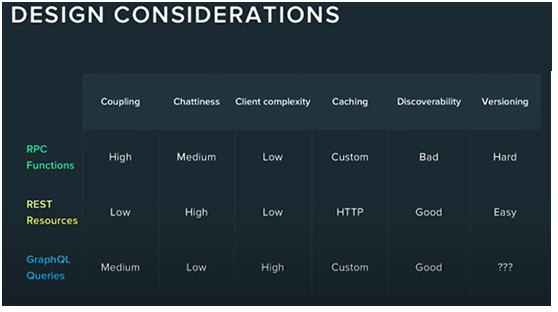 DESIGN CONSIDERATIONS
Coupling Chattiness Client complexity Caching Discoverability Versioning
RPC
Functions
High Medium Low Custom Bad Hard
REST
Resources
Low High Low HTTP Good Easy
GraphQL
Queries
Medium Low High Custom Good ???